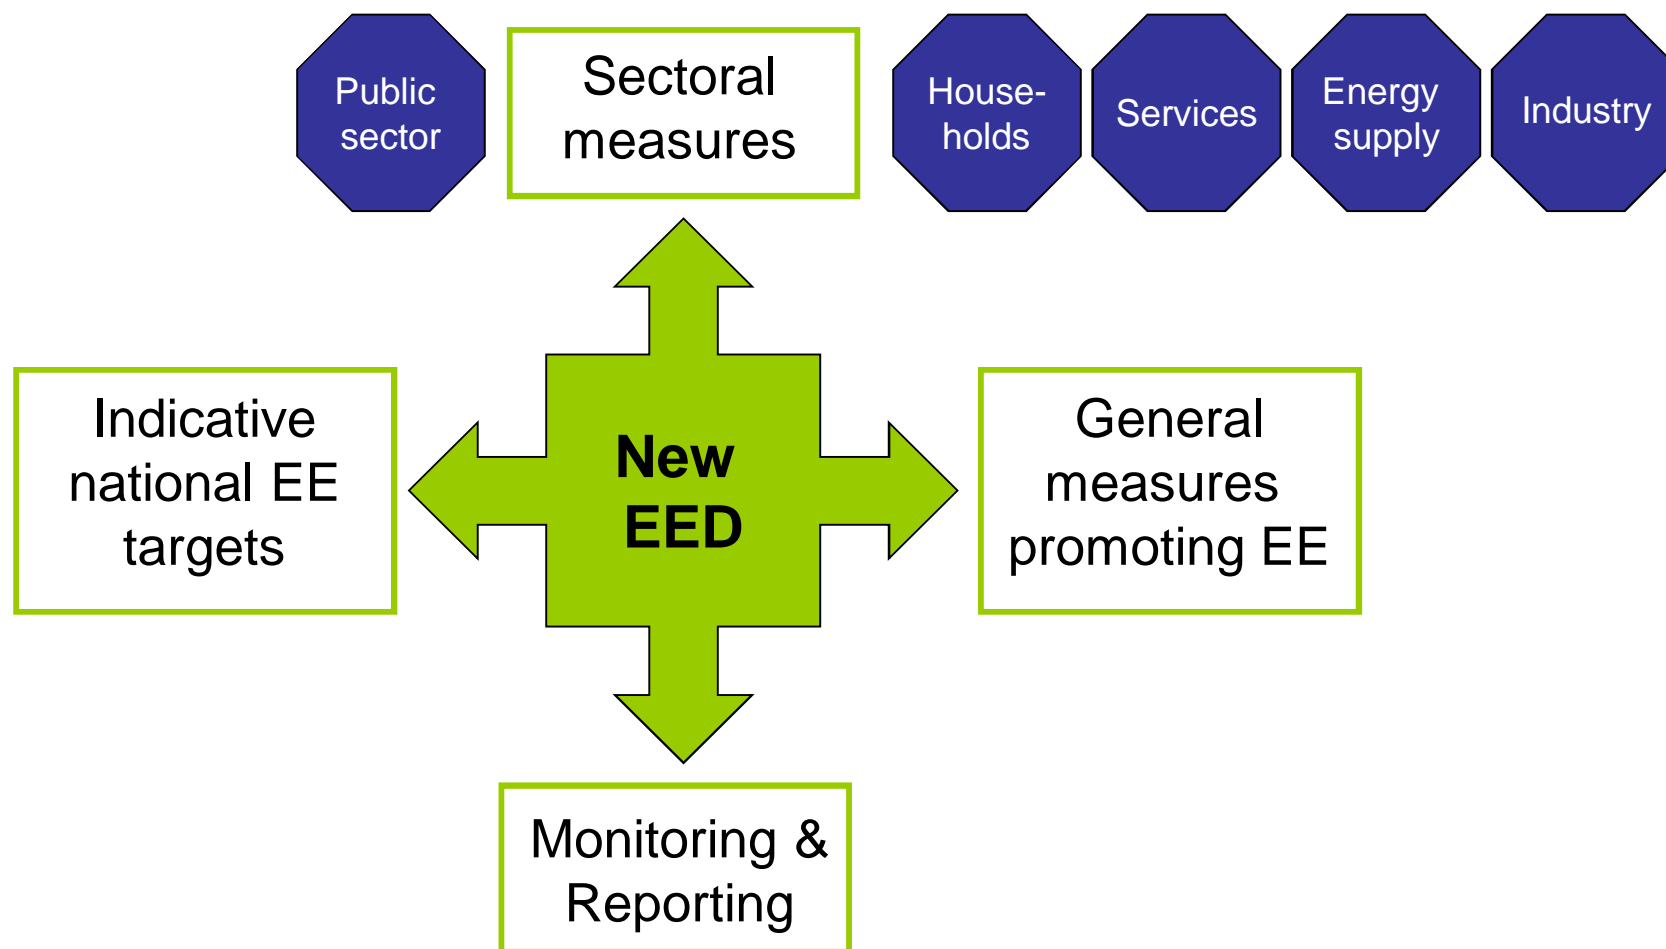 Public
sector
Sectoral
measures
House-
holds
Services
Energy
supply
Industry
Indicative
national EE
targets
New
EED
General
measures
promoting EE
Monitoring &
Reporting